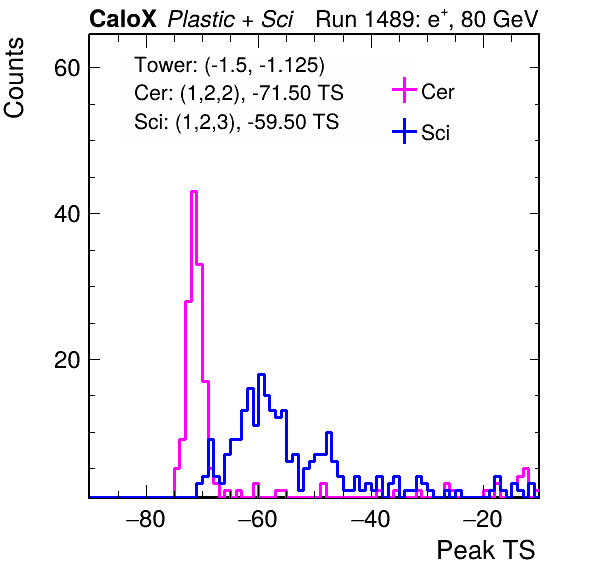 CaloX Plastic + Sci Run 1489: e⁺, 80 GeV
Counts
Tower: (-1.5, -1.125)
Cer: (1,2,2), -71.50 TS
Sci: (1,2,3), -59.50 TS
Cer
Sci
60
40
20
−80 −60 −40 −20
Peak TS